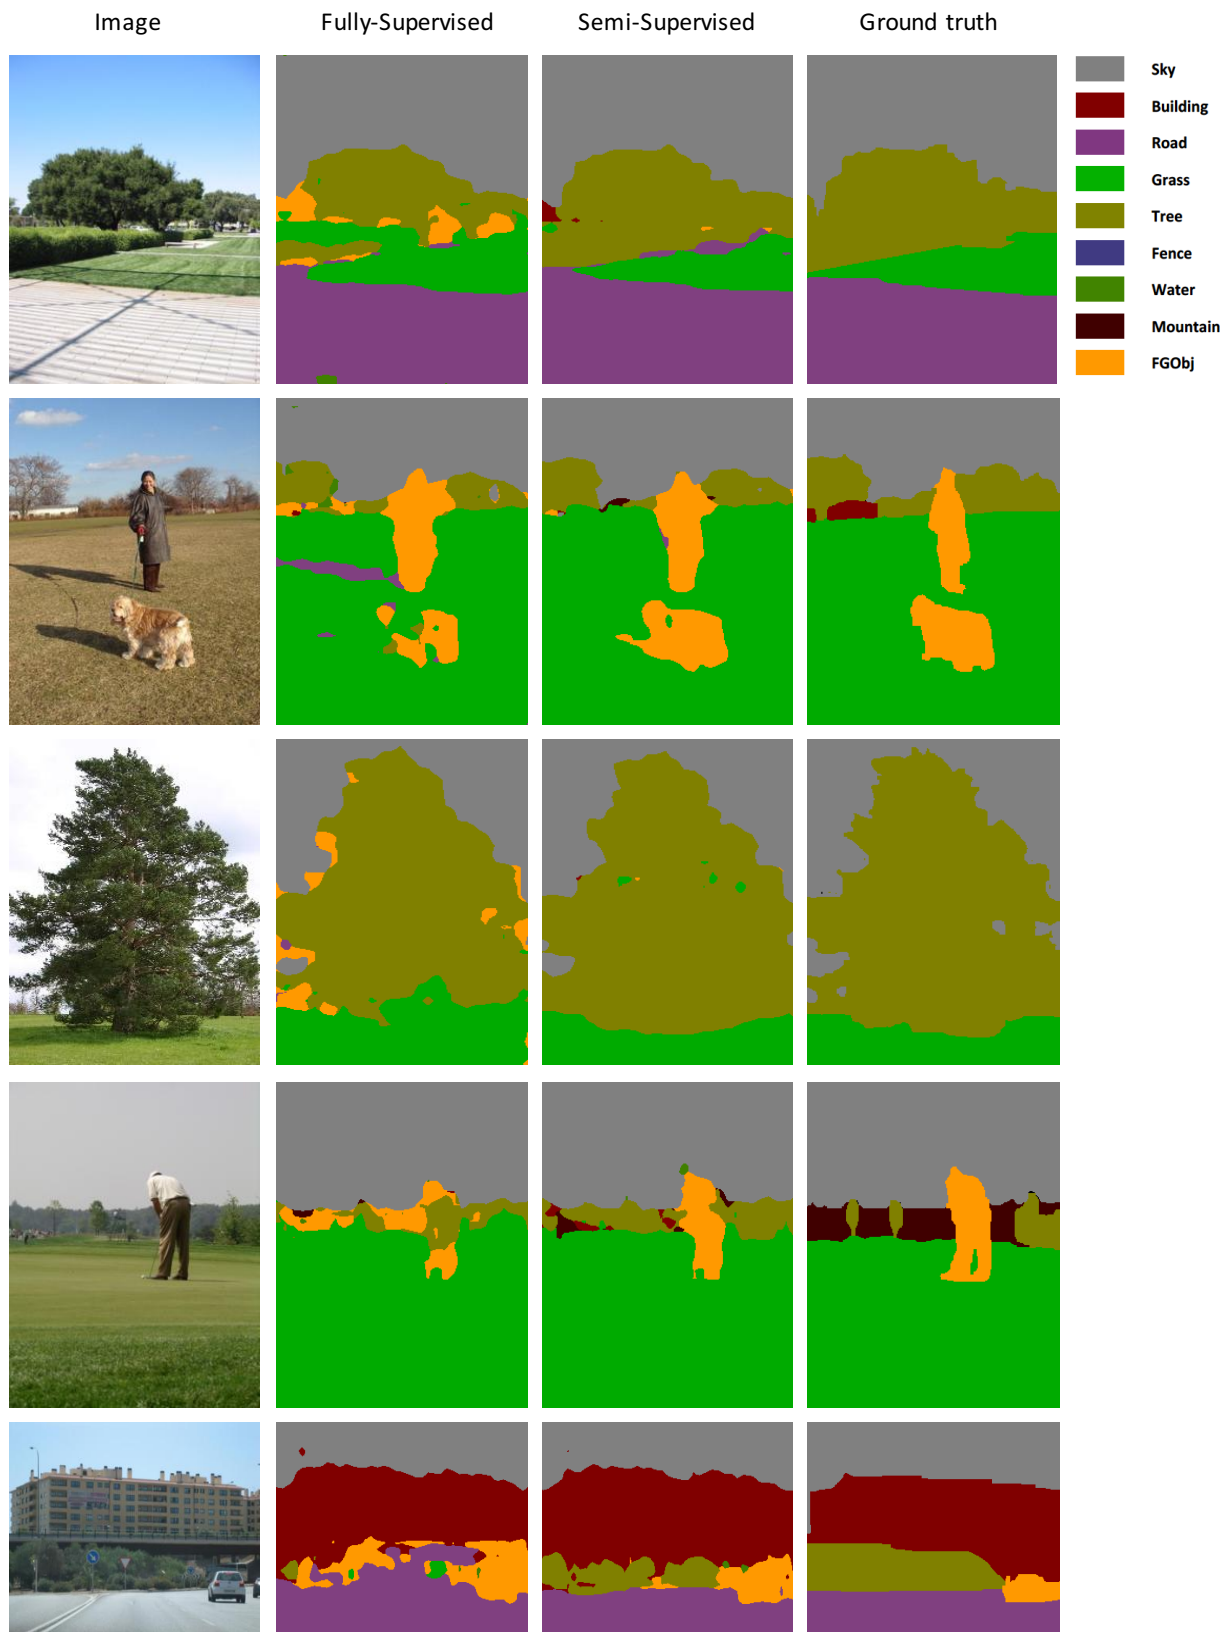 Image Fully-Supervised Semi-Supervised Ground truth
Sky
Building
Road
Grass
Tree
Fence
Water
Mountain
FGObj